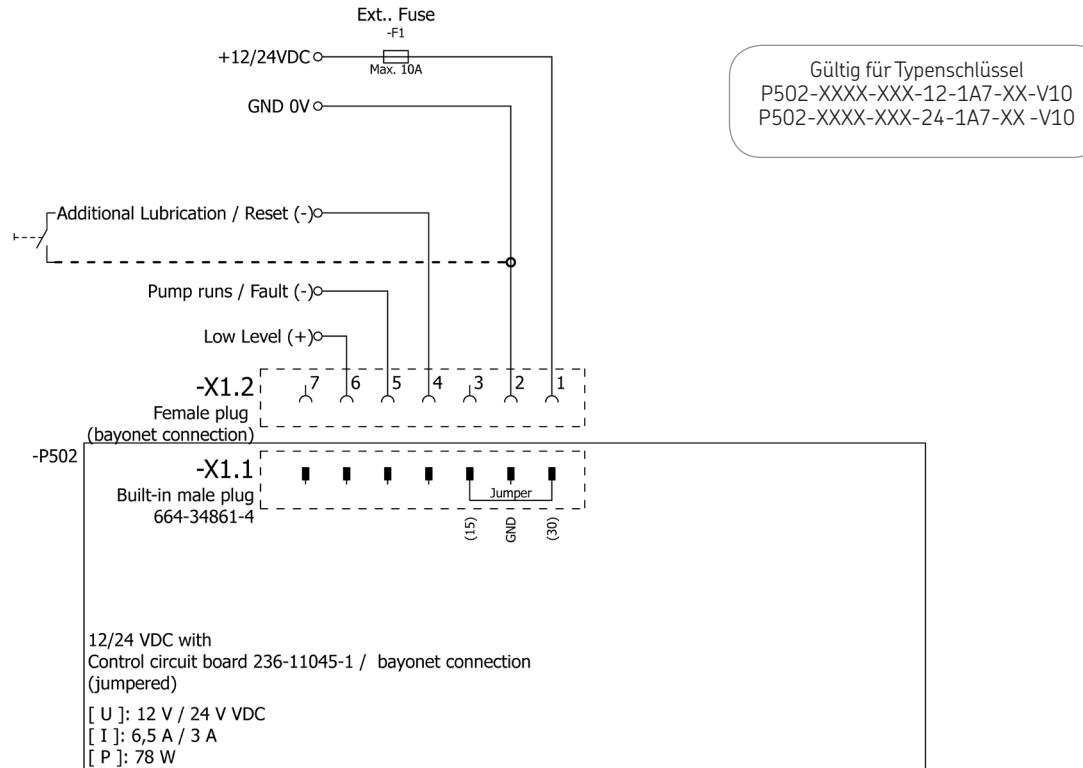 Ext.. Fuse
-F1
+12/24VDC
Max. 10A
GND 0V
Gültig für Typenschlüssel
P502-XXXX-XXX-12-1A7-XX-V10
P502-XXXX-XXX-24-1A7-XX -V10
Additional Lubrication / Reset (-)
Pump runs / Fault (-)
Low Level (+)
-X1.2
7 6 5 4 3 2 1
Female plug
(bayonet connection)
-P502
-X1.1
Built-in male plug
664-34861-4
Jumper
(15) GND (30)
12/24 VDC with
Control circuit board 236-11045-1 / bayonet connection
(jumpered)
[ U ]: 12 V / 24 V VDC
[ I ]: 6,5 A / 3 A
[ P ]: 78 W